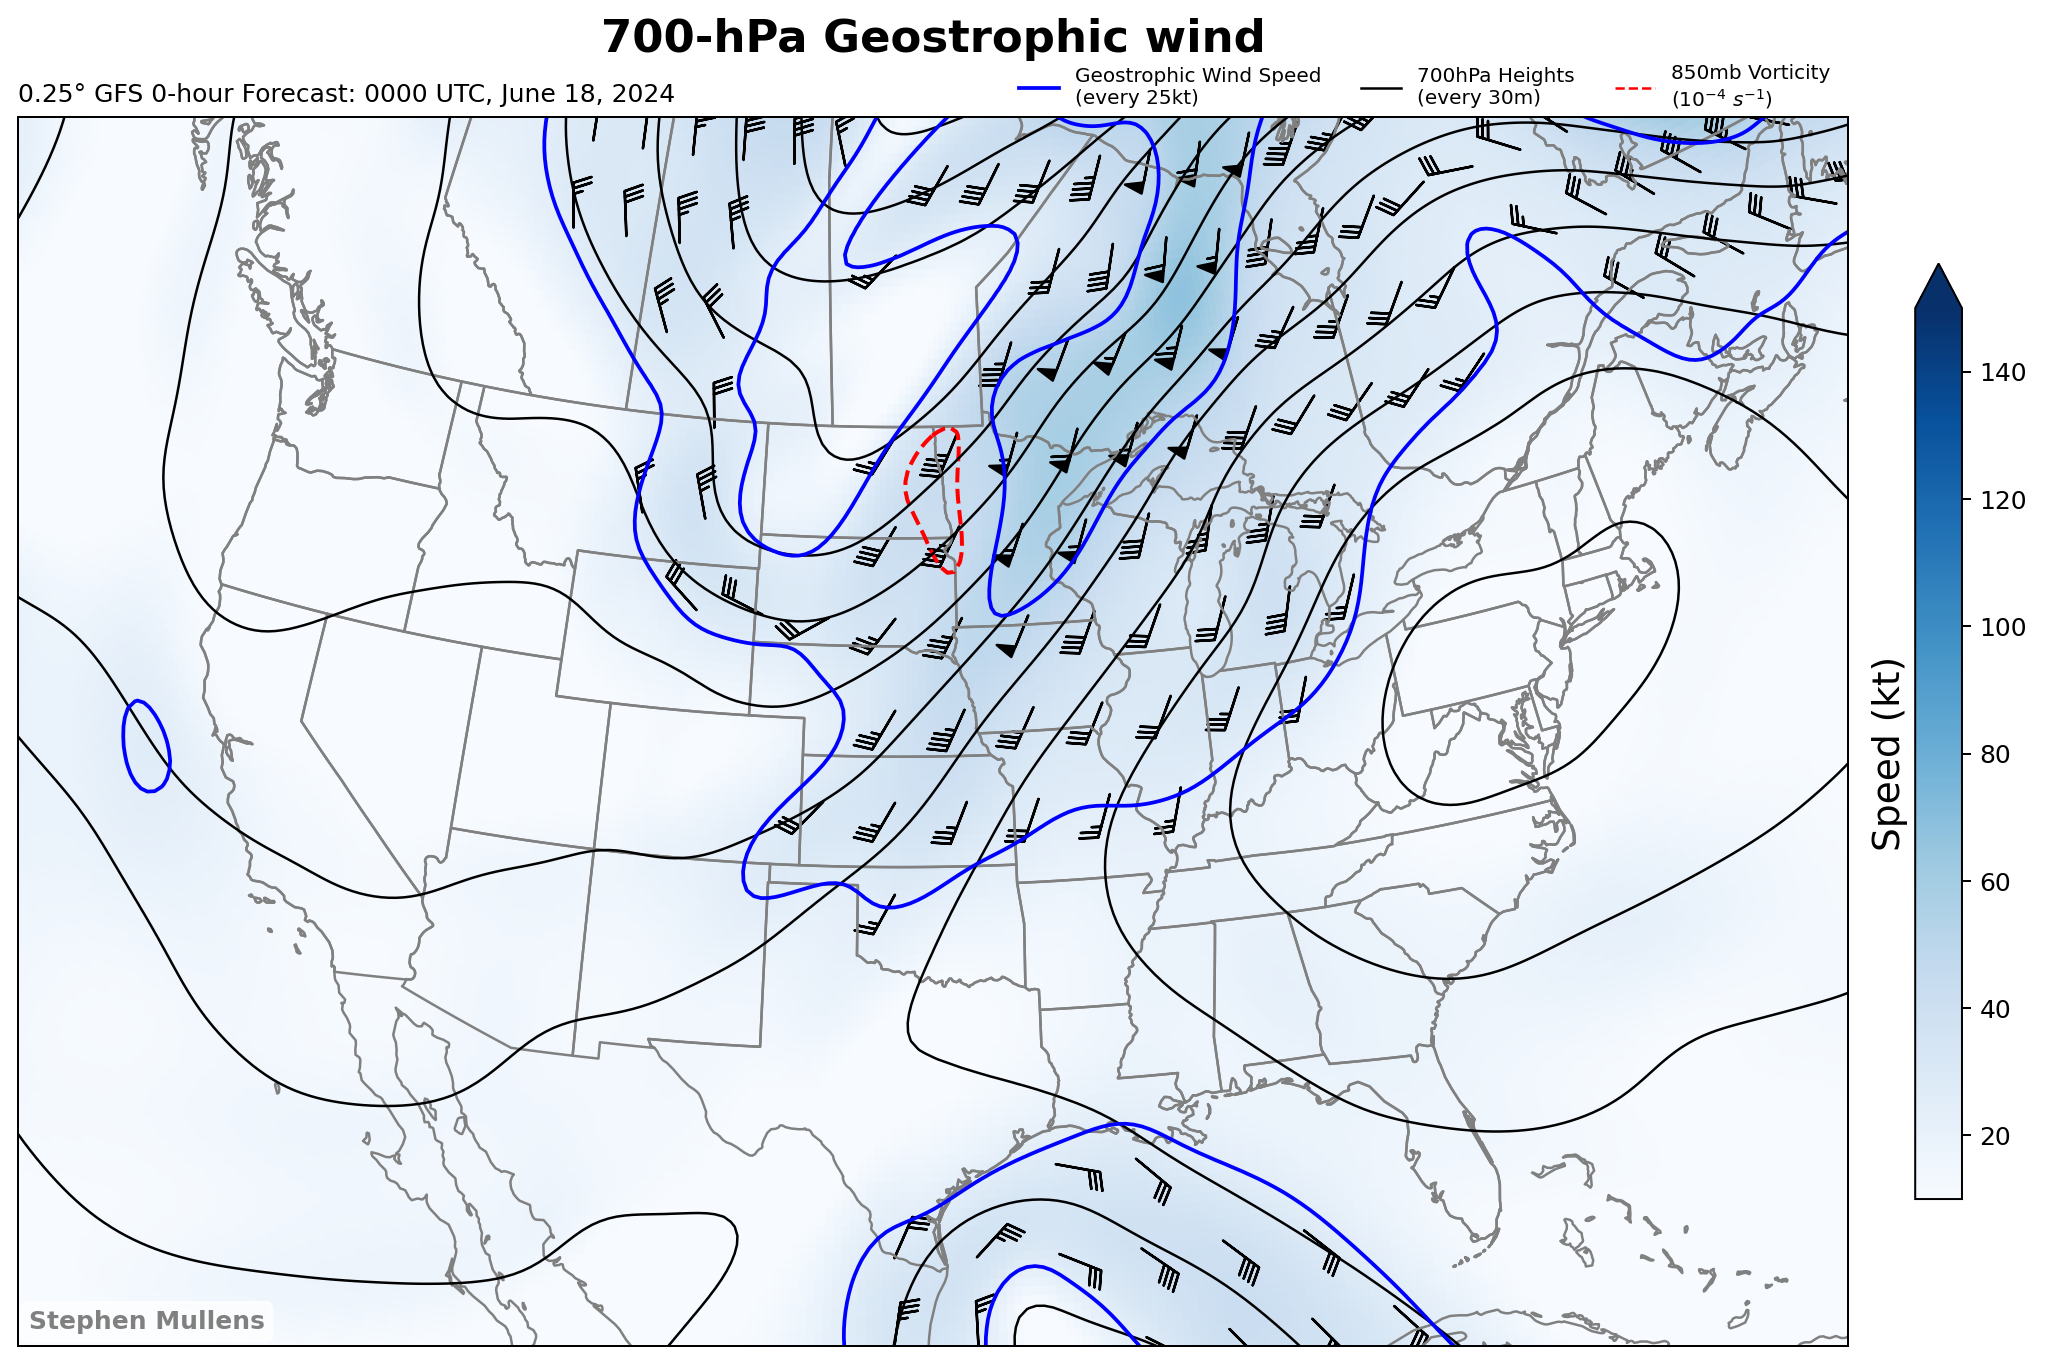 700-hPa Geostrophic wind
0.25° GFS 0-hour Forecast: 0000 UTC, June 18, 2024
Geostrophic Wind Speed
(every 25kt)
700hPa Heights
(every 30m)
850mb Vorticity
(10⁻⁴ s⁻¹)
140
120
100
80
60
40
20
Speed (kt)
Stephen Mullens